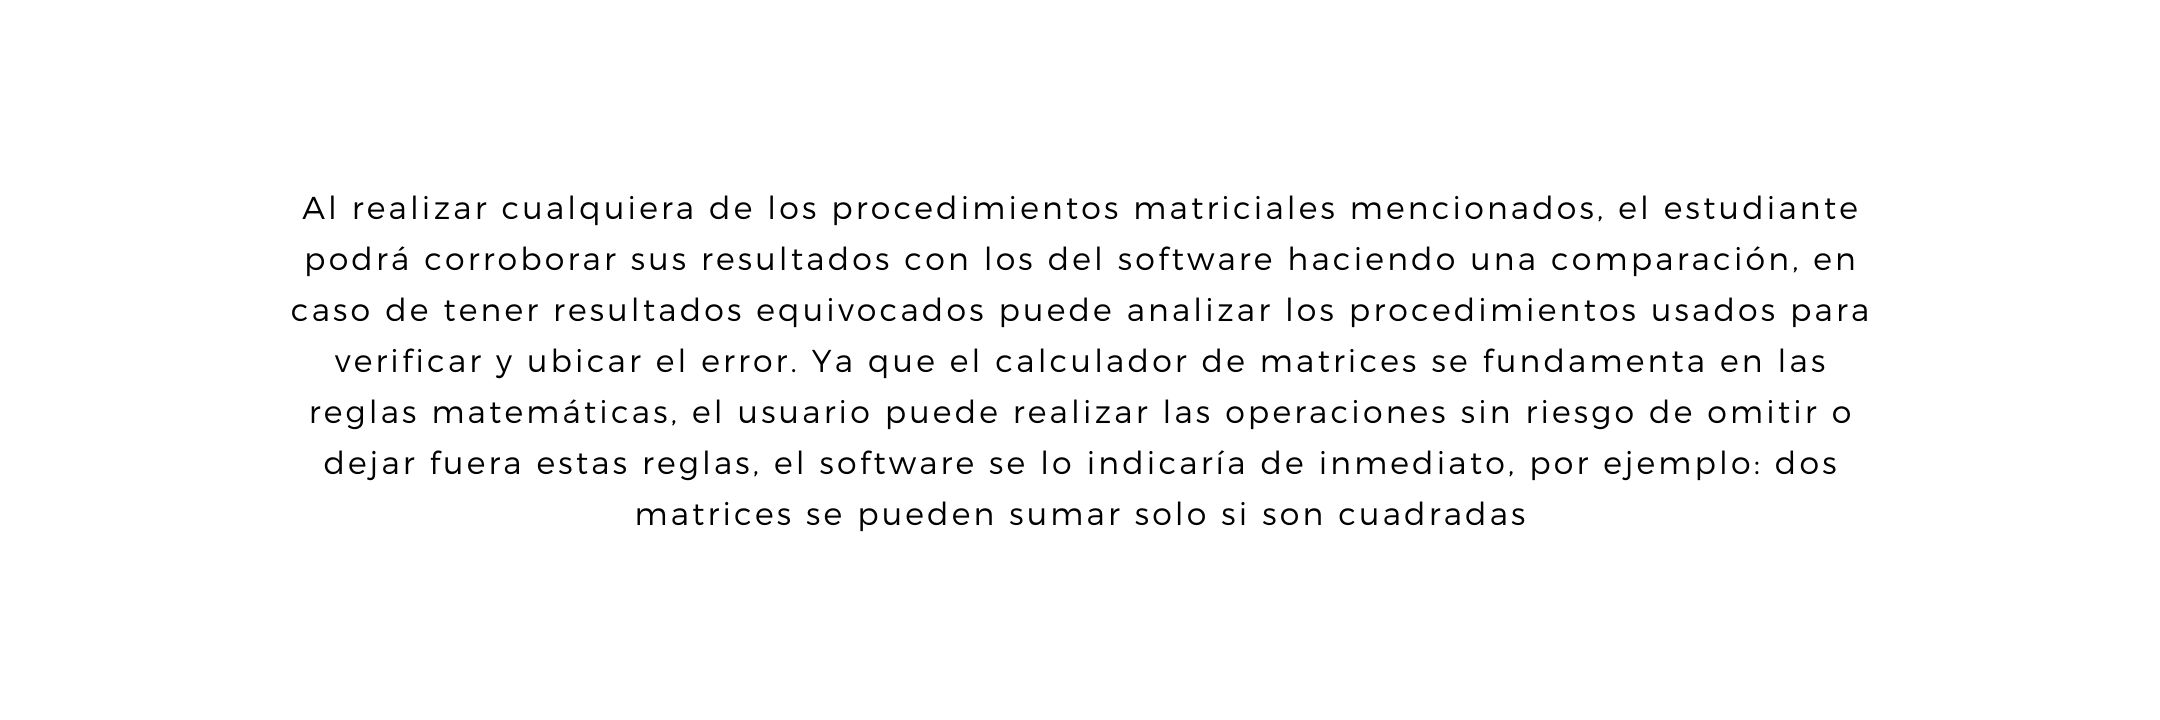 Al realizar cualquiera de los procedimientos matriciales mencionados, el estudiante
podrá corroborar sus resultados con los del software haciendo una comparación, en
caso de tener resultados equivocados puede analizar los procedimientos usados para
verificar y ubicar el error. Ya que el calculador de matrices se fundamenta en las
reglas matemáticas, el usuario puede realizar las operaciones sin riesgo de omitir o
dejar fuera estas reglas, el software se lo indicaría de inmediato, por ejemplo: dos
matrices se pueden sumar solo si son cuadradas